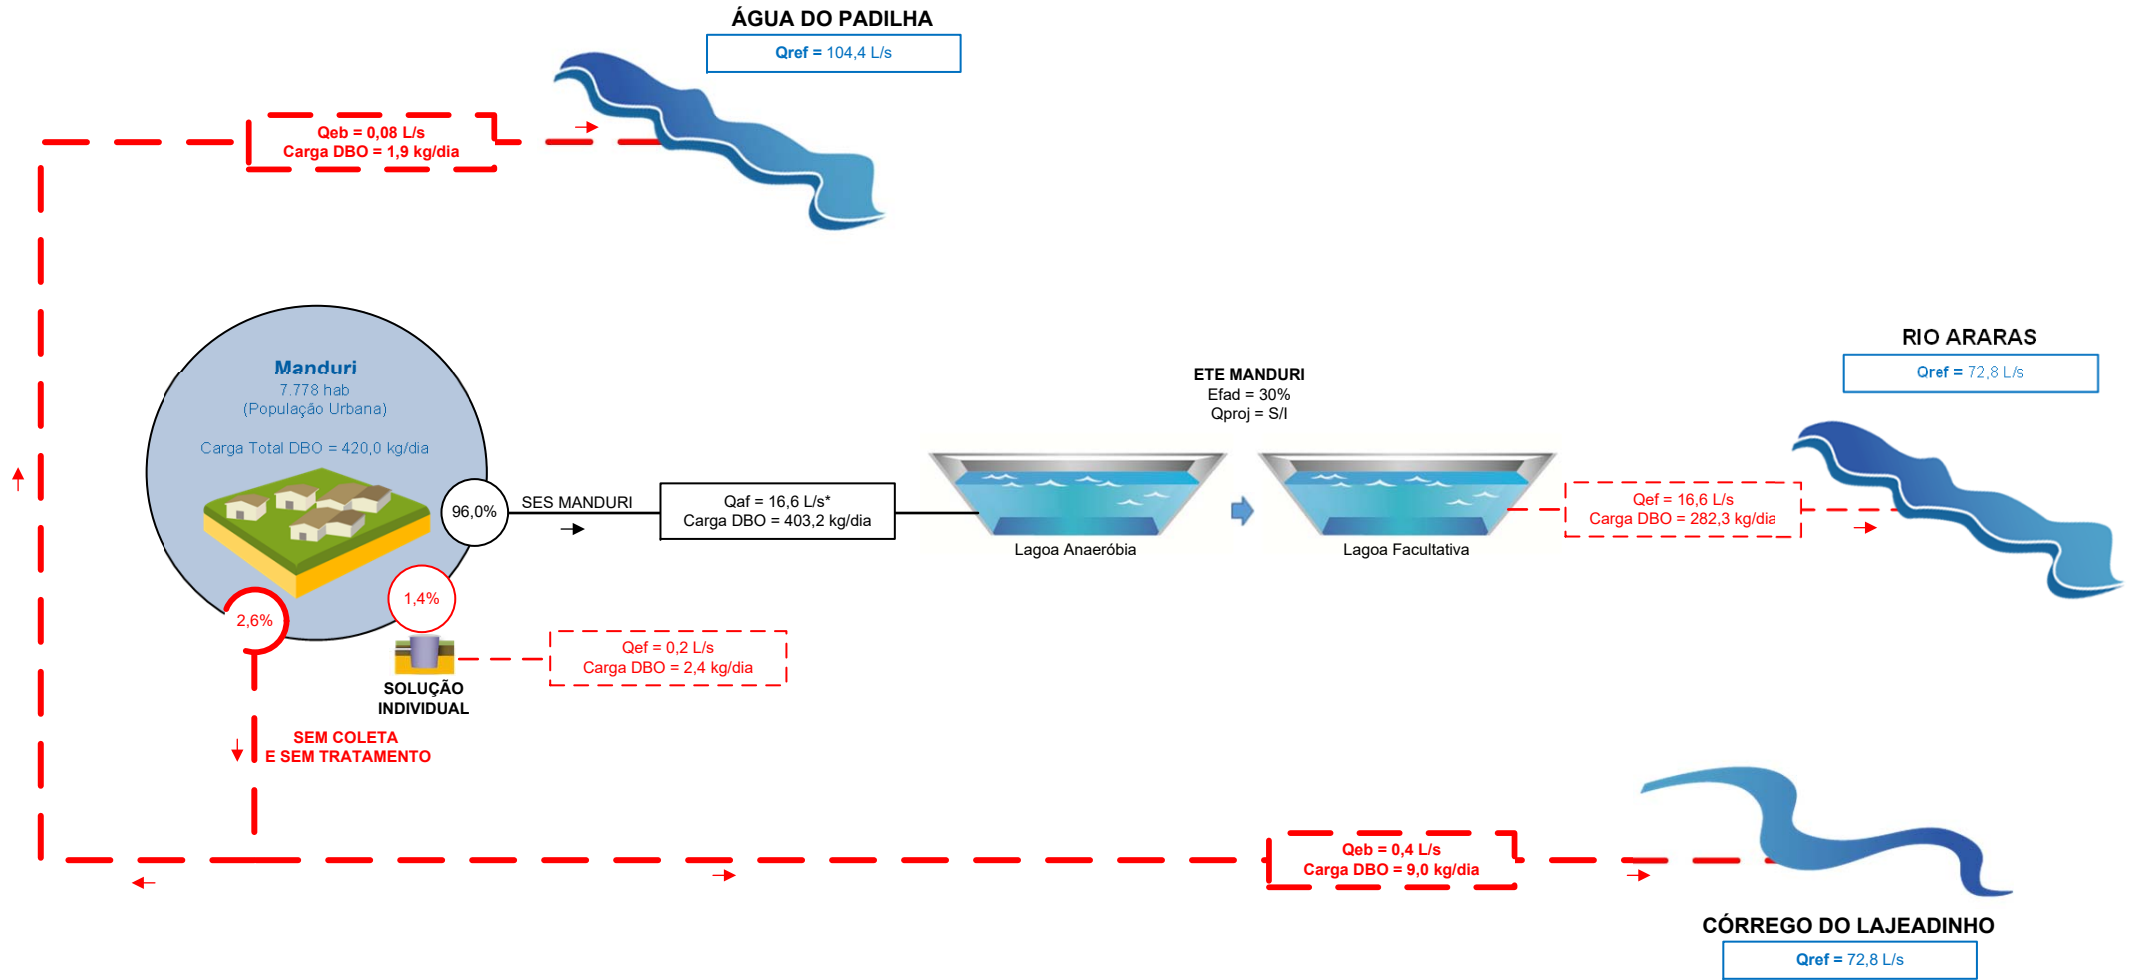 ÁGUA DO PADILHA
Qref = 104,4 L/s
Qeb = 0,08 L/s
Carga DBO = 1,9 kg/dia
Manduri
7.778 hab
(População Urbana)
Carga Total DBO = 420,0 kg/dia
96,0%
SES MANDURI
Qaf = 16,6 L/s*
Carga DBO = 403,2 kg/dia
ETE MANDURI
Efad = 30%
Qproj = S/I
Lagoa Anaeróbia
Lagoa Facultativa
RIO ARARAS
Qref = 72,8 L/s
Qef = 16,6 L/s
Carga DBO = 282,3 kg/dia
1,4%
2,6%
Qef = 0,2 L/s
Carga DBO = 2,4 kg/dia
SOLUÇÃO
INDIVIDUAL
SEM COLETA
E SEM TRATAMENTO
Qeb = 0,4 L/s
Carga DBO = 9,0 kg/dia
CÓRREGO DO LAJEADINHO
Qref = 72,8 L/s